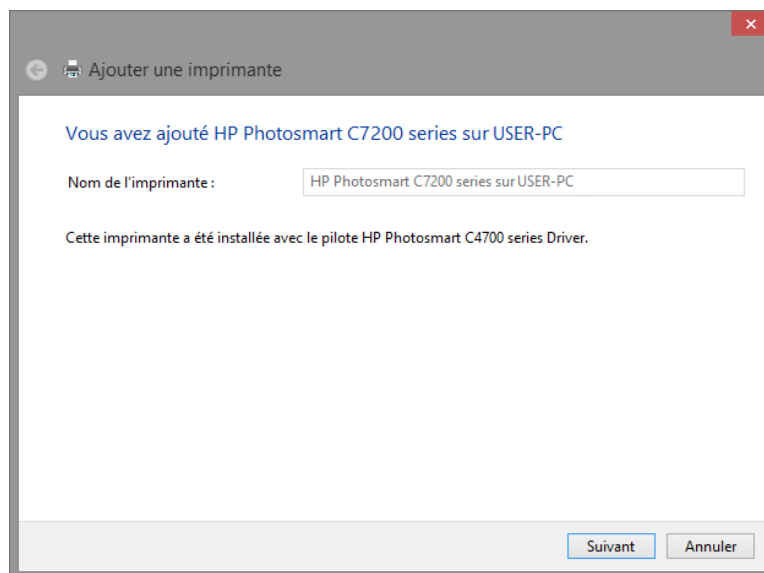 Ajouter une imprimante
Vous avez ajouté HP Photosmart C7200 series sur USER-PC
Nom de l'imprimante : HP Photosmart C7200 series sur USER-PC
Cette imprimante a été installée avec le pilote HP Photosmart C4700 series Driver.
Suivant Annuler